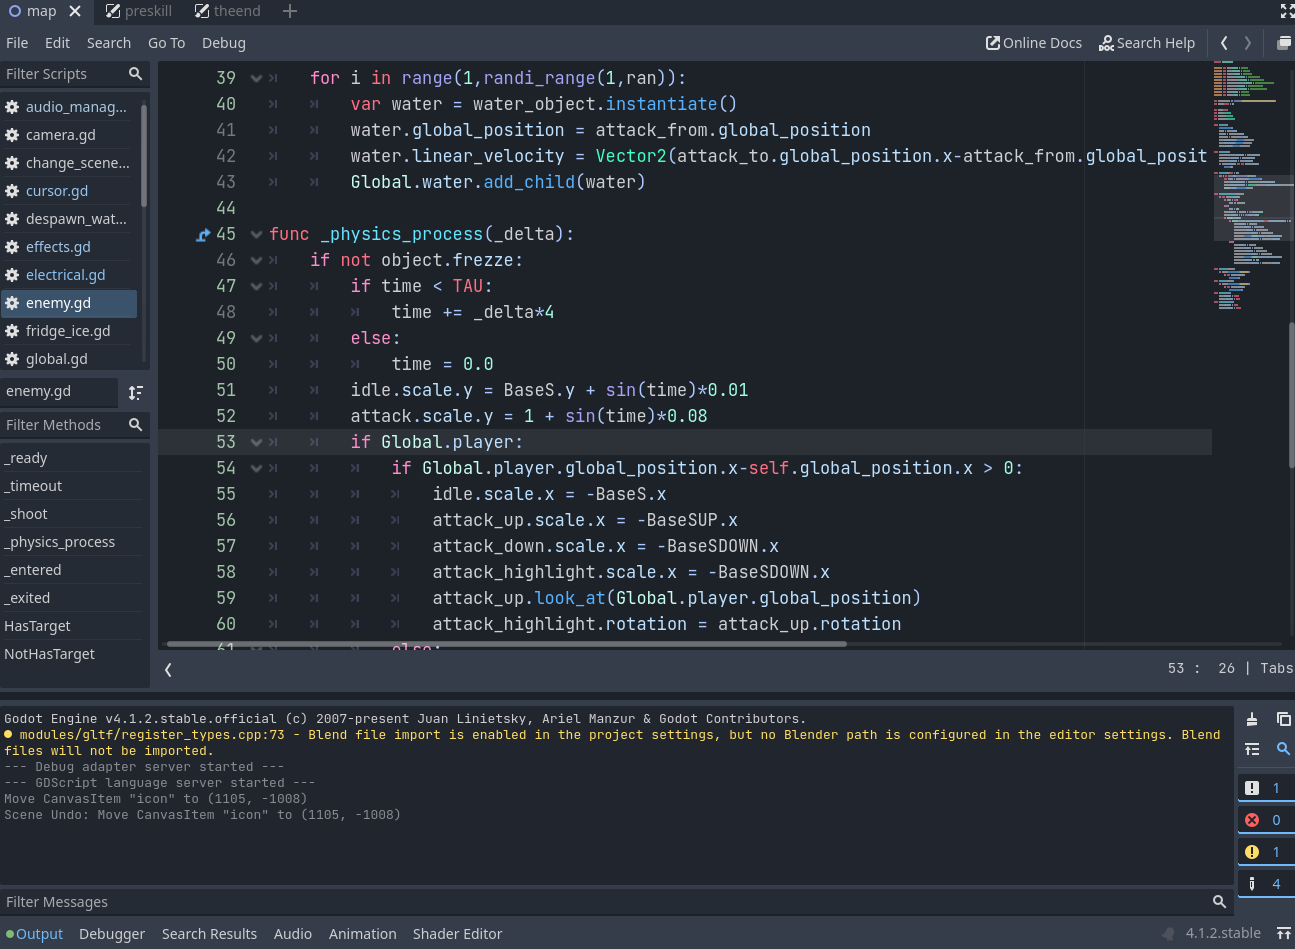 map preskill theend
File Edit Search Go To Debug Online Docs Search Help
Filter Scripts
audio_manag...
camera.gd
change_scene...
cursor.gd
despawn_wat...
effects.gd
electrical.gd
enemy.gd
fridge_ice.gd
global.gd
enemy.gd
Filter Methods
_ready
_timeout
_shoot
_physics_process
_entered
_exited
HasTarget
NotHasTarget
39 for i in range(1,randi_range(1,ran)):
40 var water = water_object.instantiate()
41 water.global_position = attack_from.global_position
42 water.linear_velocity = Vector2(attack_to.global_position.x-attack_from.global_posit
43 Global.water.add_child(water)
44
45 func _physics_process(_delta):
46 if not object.frezze:
47 if time < TAU:
48 time += _delta*4
49 else:
50 time = 0.0
51 idle.scale.y = BaseS.y + sin(time)*0.01
52 attack.scale.y = 1 + sin(time)*0.08
53 if Global.player:
54 if Global.player.global_position.x-self.global_position.x > 0:
55 idle.scale.x = -BaseS.x
56 attack_up.scale.x = -BaseSUP.x
57 attack_down.scale.x = -BaseSDOWN.x
58 attack_highlight.scale.x = -BaseSDOWN.x
59 attack_up.look_at(Global.player.global_position)
60 attack_highlight.rotation = attack_up.rotation
61 else:
53 : 26 | Tabs
Godot Engine v4.1.2.stable.official (c) 2007-present Juan Linietsky, Ariel Manzur & Godot Contributors.
modules/gltf/register_types.cpp:73 - Blend file import is enabled in the project settings, but no Blender path is configured in the editor settings. Blend
files will not be imported.
--- Debug adapter server started ---
--- GDScript language server started ---
Move CanvasItem "icon" to (1105, -1008)
Scene Undo: Move CanvasItem "icon" to (1105, -1008)
1
0
1
4
Filter Messages
Output Debugger Search Results Audio Animation Shader Editor 4.1.2.stable